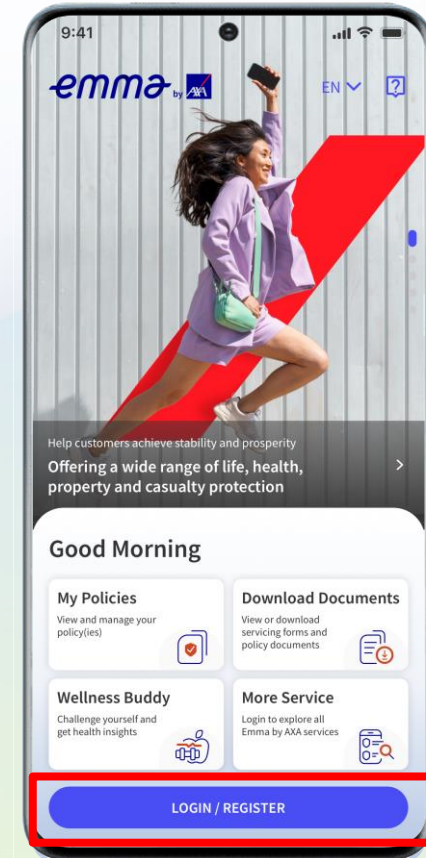 9:41
emma by AXA
EN
Help customers achieve stability and prosperity
Offering a wide range of life, health,
property and casualty protection
Good Morning
My Policies
View and manage your
policy(ies)
Download Documents
View or download
servicing forms and
policy documents
Wellness Buddy
Challenge yourself and
get health insights
More Service
Login to explore all
Emma by AXA services
LOGIN / REGISTER